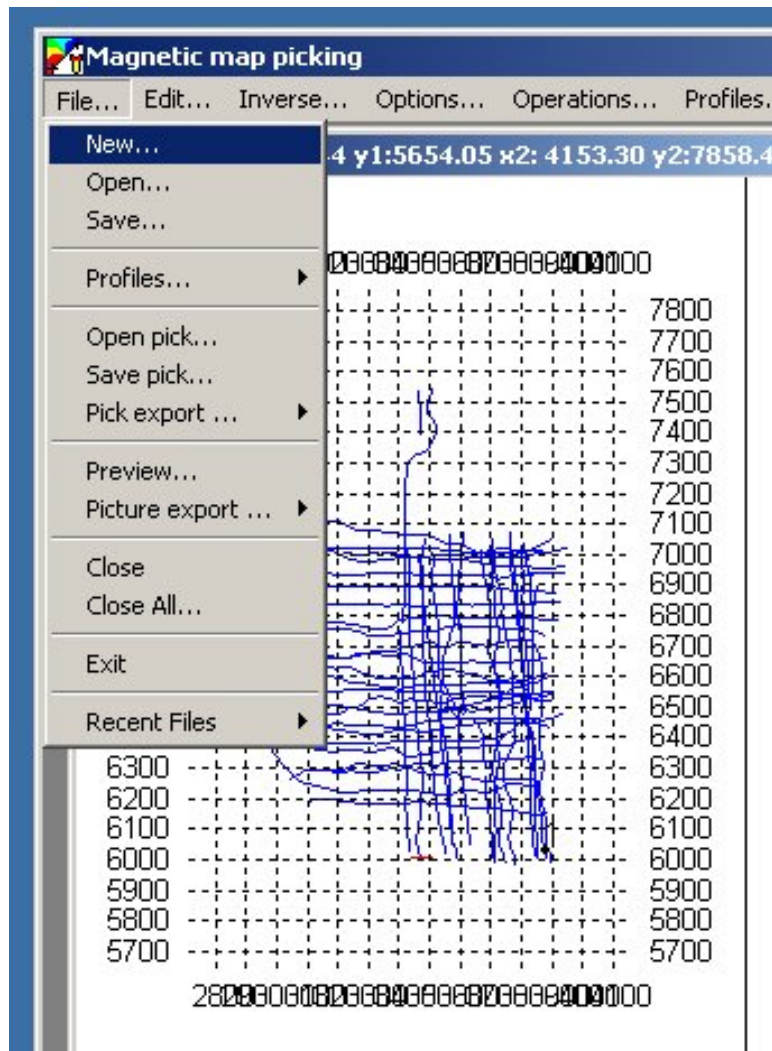 Magnetic map picking
File... Edit... Inverse... Options... Operations... Profiles.
New... 4 y1:5654.05 x2: 4153.30 y2:7858.4
Open...
Save...
Profiles...
7800
Open pick...
7700
Save pick...
7600
Pick export ...
7500
7400
Preview...
7300
7200
Picture export ...
7100
Close
7000
Close All...
6900
6800
Exit
6700
6600
Recent Files
6500
6400
6300 6300
6200 6200
6100 6100
6000 6000
5900 5900
5800 5800
5700 5700